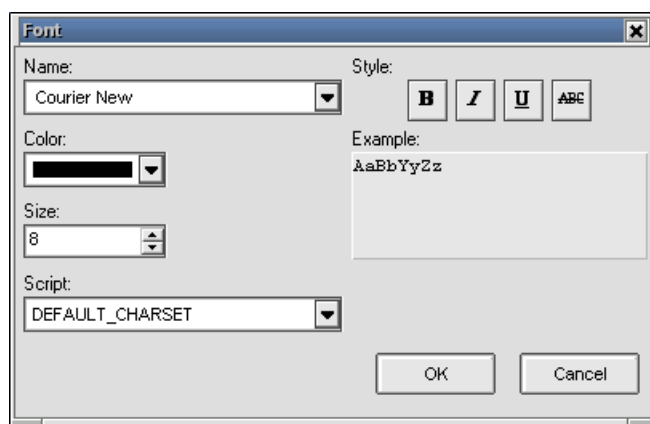 Font
Name:
Courier New
Color:
Size:
8
Script:
DEFAULT_CHARSET
Style:
B I U ABC
Example:
AaBbYyZz
OK Cancel